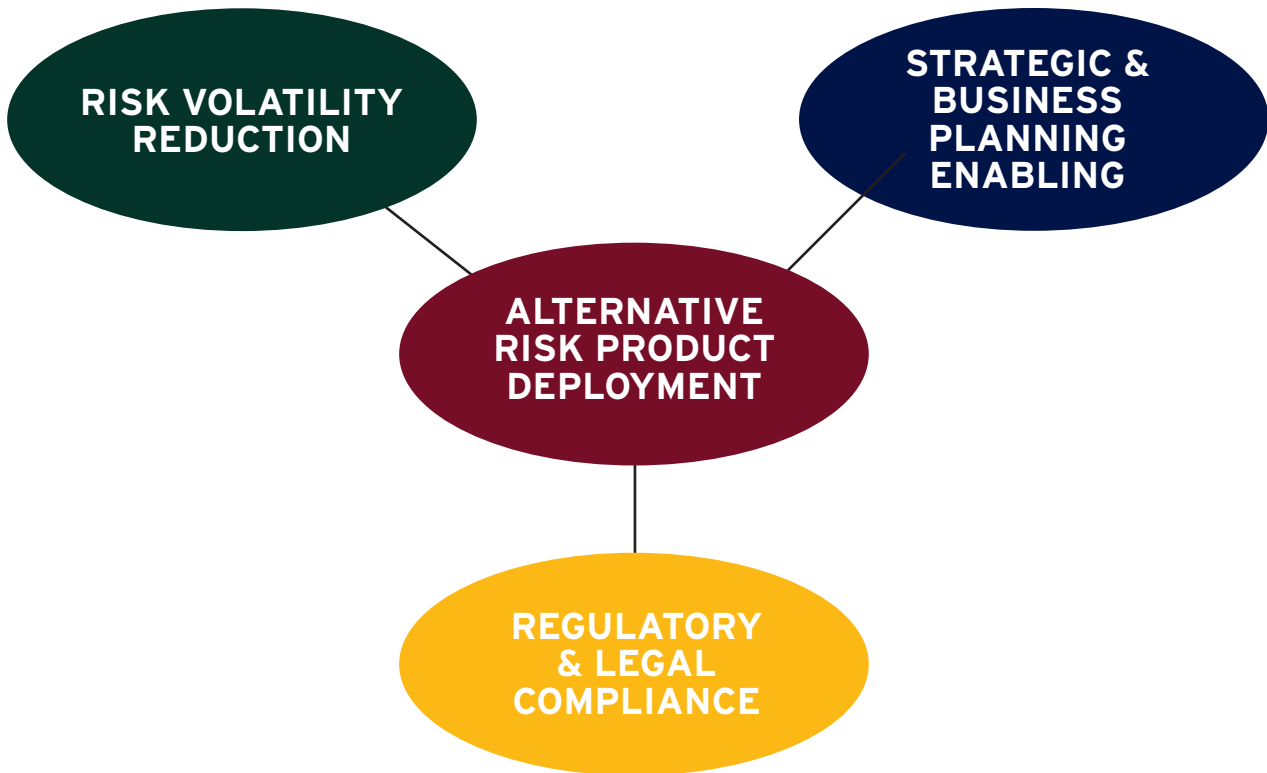 RISK VOLATILITY
REDUCTION
STRATEGIC &
BUSINESS
PLANNING
ENABLING
ALTERNATIVE
RISK PRODUCT
DEPLOYMENT
REGULATORY
& LEGAL
COMPLIANCE